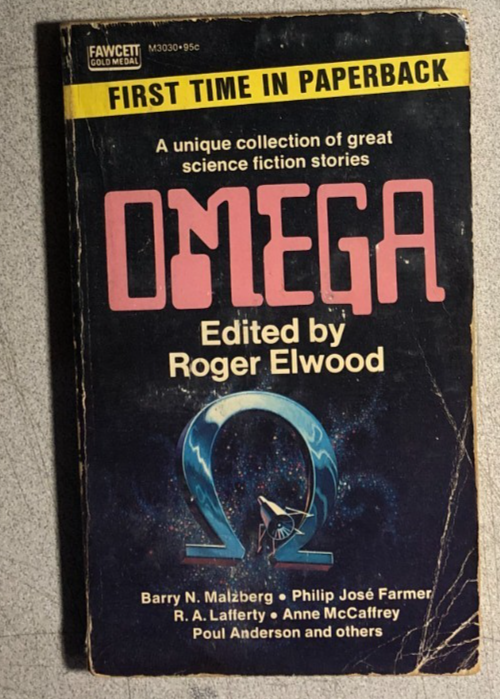 FAWCETT
GOLD MEDAL
M3030•95c
FIRST TIME IN PAPERBACK
A unique collection of great
science fiction stories
OMEGA
Edited by
Roger Elwood
Ω
Barry N. Malzberg • Philip José Farmer
R. A. Lafferty • Anne McCaffrey
Poul Anderson and others